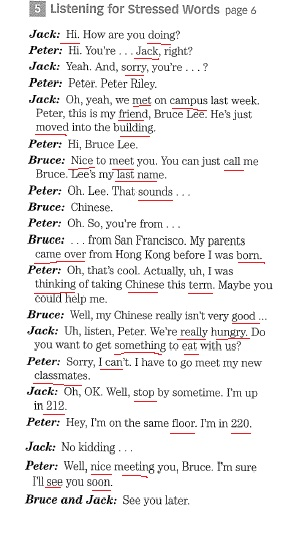 5 Listening for Stressed Words page 6
Jack: Hi. How are you doing?
Peter: Hi. You're . . . Jack, right?
Jack: Yeah. And, sorry, you're . . . ?
Peter: Peter. Peter Riley.
Jack: Oh, yeah, we met on campus last week.
Peter, this is my friend, Bruce Lee. He's just
moved into the building.
Peter: Hi, Bruce Lee.
Bruce: Nice to meet you. You can just call me
Bruce. Lee's my last name.
Peter: Oh. Lee. That sounds . . .
Bruce: Chinese.
Peter: Oh. So, you're from . . .
Bruce: . . . from San Francisco. My parents
came over from Hong Kong before I was born.
Peter: Oh, that's cool. Actually, uh, I was
thinking of taking Chinese this term. Maybe you
could help me.
Bruce: Well, my Chinese really isn't very good ...
Jack: Uh, listen, Peter. We're really hungry. Do
you want to get something to eat with us?
Peter: Sorry, I can't. I have to go meet my new
classmates.
Jack: Oh, OK. Well, stop by sometime. I'm up
in 212.
Peter: Hey, I'm on the same floor. I'm in 220.
Jack: No kidding . . .
Peter: Well, nice meeting you, Bruce. I'm sure
I'll see you soon.
Bruce and Jack: See you later.